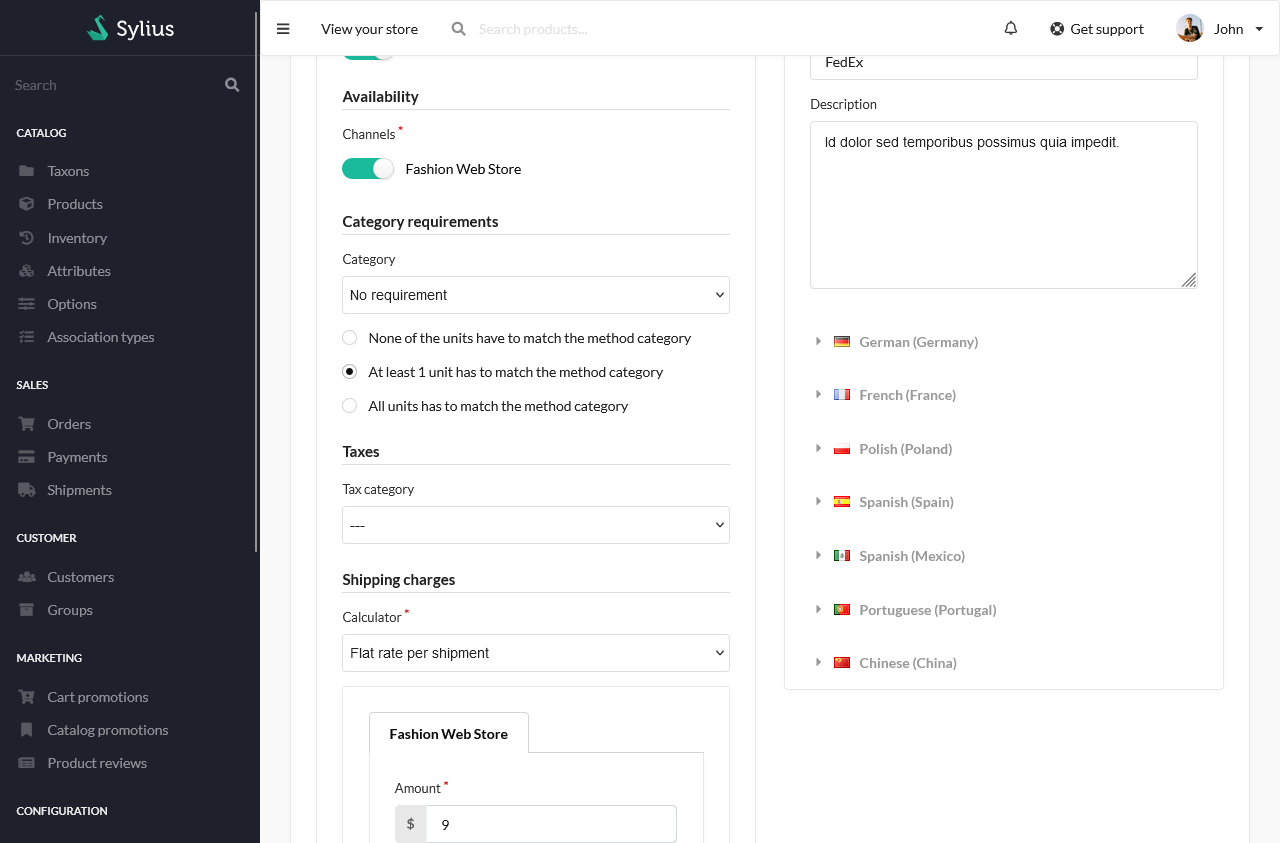 Sylius
View your store
Search products...
Get support
John
Search
CATALOG
Taxons
Products
Inventory
Attributes
Options
Association types
SALES
Orders
Payments
Shipments
CUSTOMER
Customers
Groups
MARKETING
Cart promotions
Catalog promotions
Product reviews
CONFIGURATION
Availability
Channels *
Fashion Web Store
Category requirements
Category
No requirement
None of the units have to match the method category
At least 1 unit has to match the method category
All units has to match the method category
Taxes
Tax category
---
Shipping charges
Calculator *
Flat rate per shipment
Fashion Web Store
Amount *
$ 9
FedEx
Description
Id dolor sed temporibus possimus quia impedit.
German (Germany)
French (France)
Polish (Poland)
Spanish (Spain)
Spanish (Mexico)
Portuguese (Portugal)
Chinese (China)